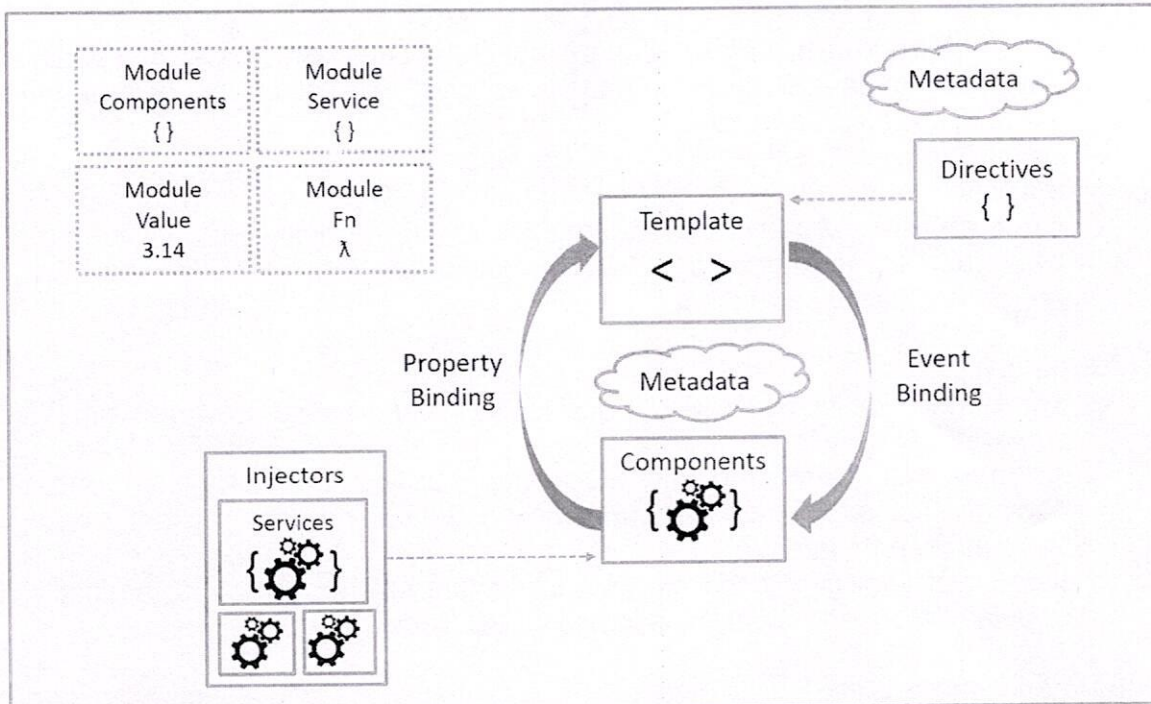 Module
Components
{ }
Module
Service
{ }
Module
Value
3.14
Module
Fn
λ
Metadata
Directives
{ }
Template
< >
Property
Binding
Metadata
Event
Binding
Components
{ }
Injectors
Services
{ }